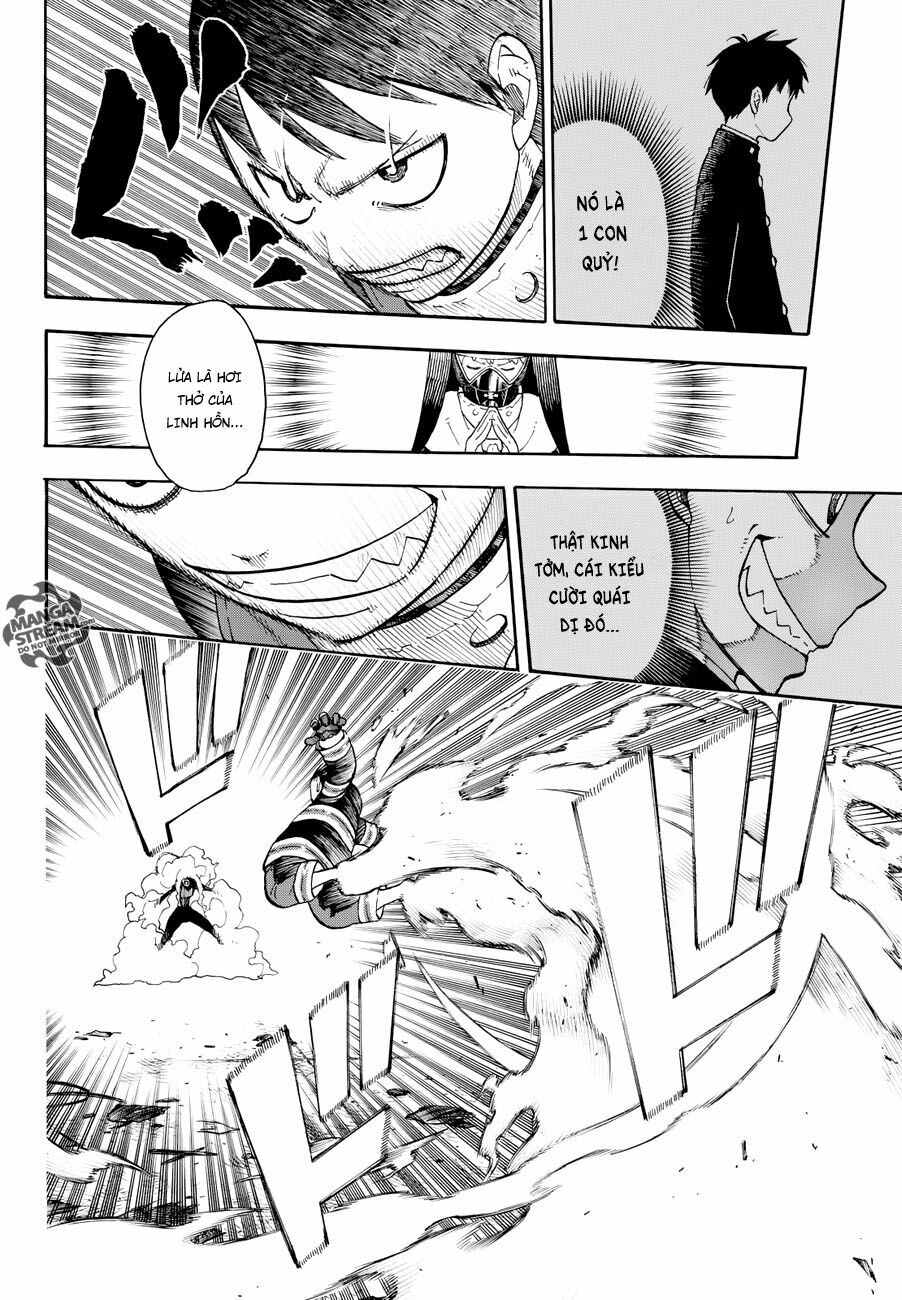 NÓ LÀ
1 CON
QUỶ!
LỬA LÀ HƠI
THỞ CỦA
LINH HỒN...
THẬT KINH
TỞM, CÁI KIỂU
CƯỜI QUÁI
DỊ ĐÓ...
MANGA
STREAM.com
DO NOT MIRROR